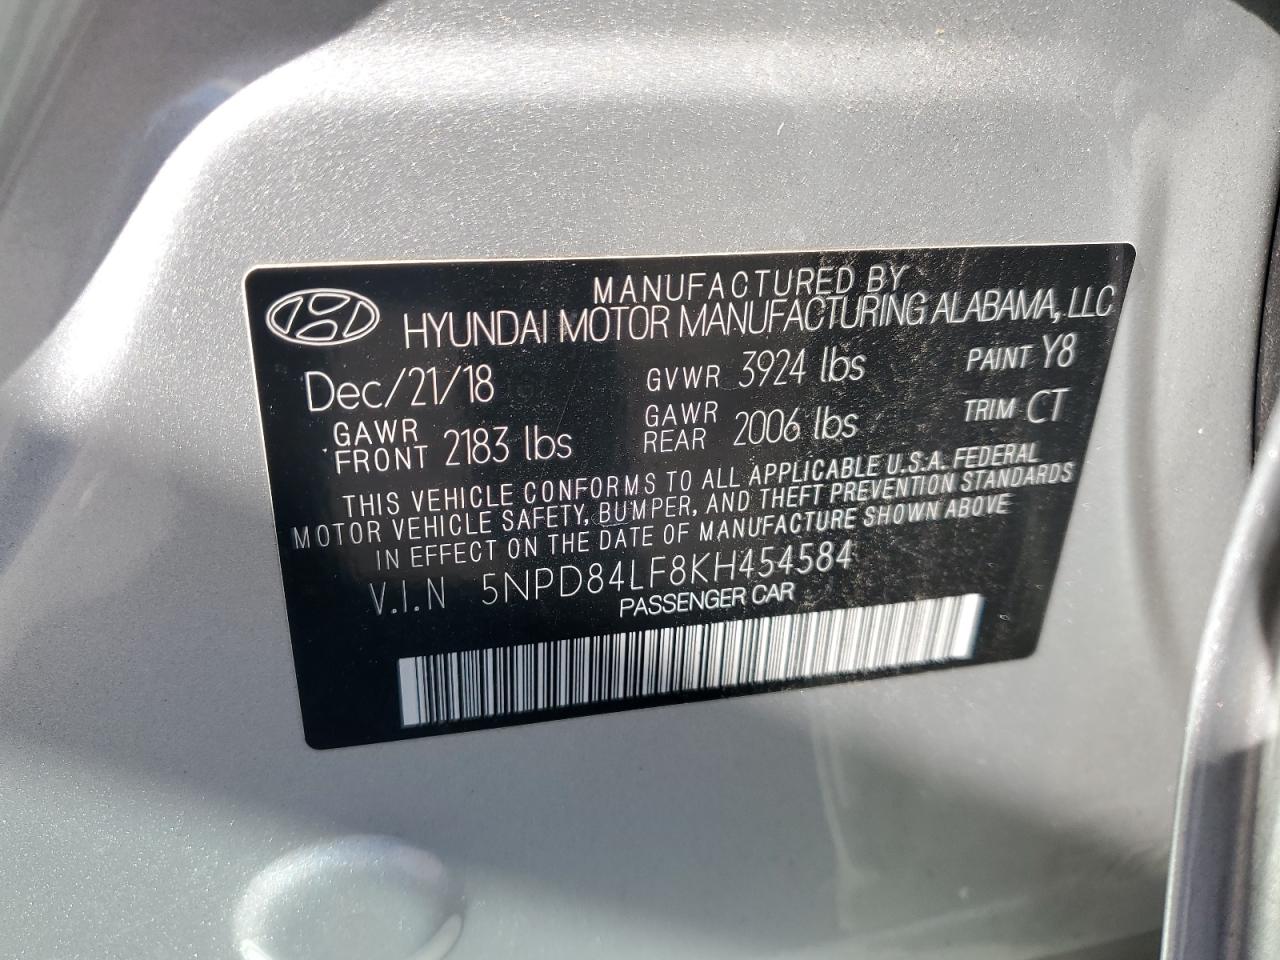 MANUFACTURED BY
HYUNDAI MOTOR MANUFACTURING ALABAMA, LLC
Dec/21/18 GVWR 3924 lbs PAINT Y8
GAWR FRONT 2183 lbs GAWR REAR 2006 lbs TRIM CT
THIS VEHICLE CONFORMS TO ALL APPLICABLE U.S.A. FEDERAL
MOTOR VEHICLE SAFETY, BUMPER, AND THEFT PREVENTION STANDARDS
IN EFFECT ON THE DATE OF MANUFACTURE SHOWN ABOVE
V.I.N 5NPD84LF8KH454584
PASSENGER CAR